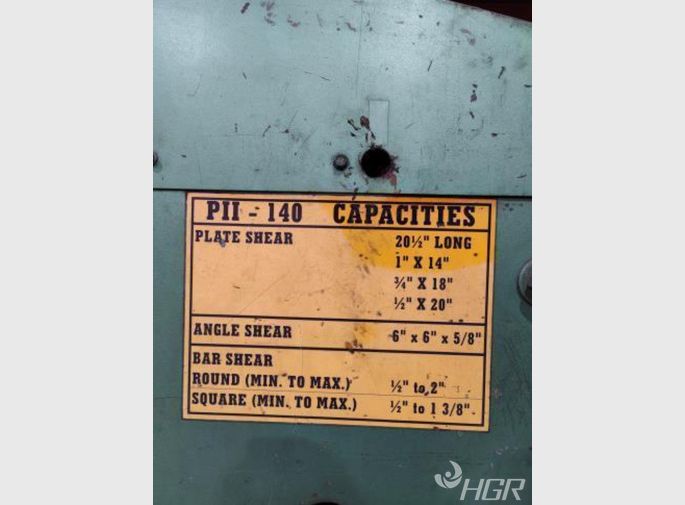 PII - 140 CAPACITIES
PLATE SHEAR 20½" LONG
1" X 14"
¾" X 18"
½" X 20"
ANGLE SHEAR 6" x 6" x 5/8"
BAR SHEAR
ROUND (MIN. TO MAX.) ½" to 2"
SQUARE (MIN. TO MAX.) ½" to 1 3/8"
HGR